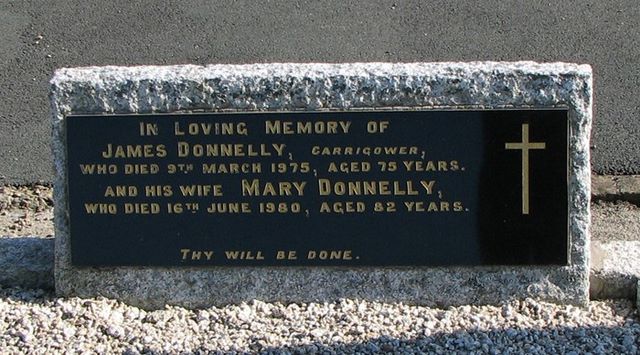 IN LOVING MEMORY OF
JAMES DONNELLY, CARRIGOWER,
WHO DIED 9TH MARCH 1975, AGED 75 YEARS.
AND HIS WIFE MARY DONNELLY,
WHO DIED 16TH JUNE 1980, AGED 82 YEARS.
THY WILL BE DONE.